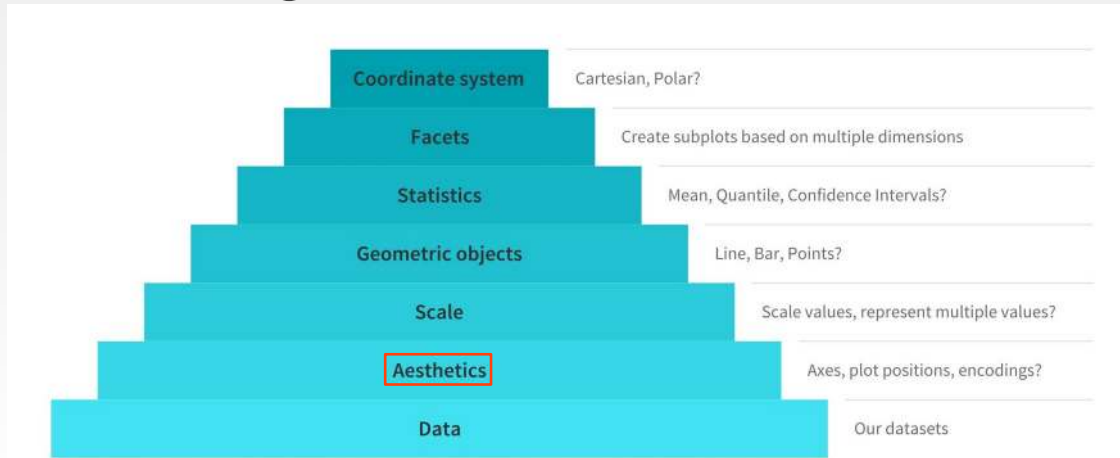 Coordinate system Cartesian, Polar?
Facets Create subplots based on multiple dimensions
Statistics Mean, Quantile, Confidence Intervals?
Geometric objects Line, Bar, Points?
Scale Scale values, represent multiple values?
Aesthetics Axes, plot positions, encodings?
Data Our datasets